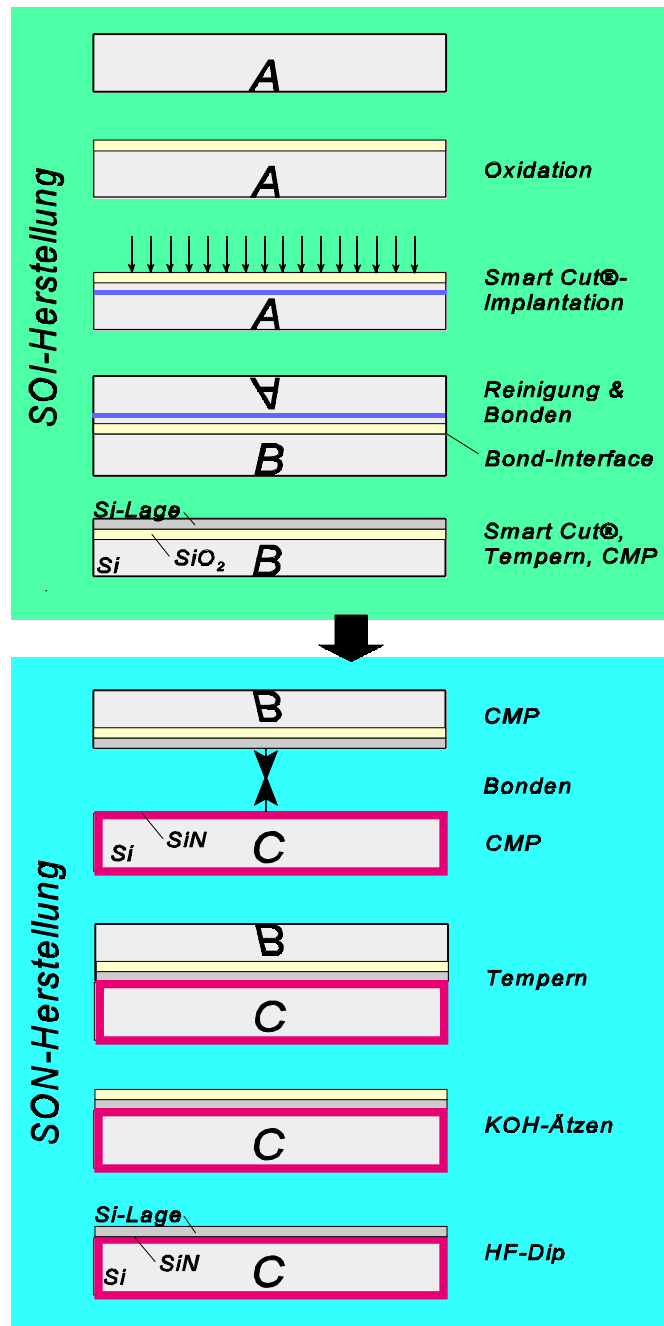 SOI-Herstellung
A
A
Oxidation
A
Smart Cut®-
Implantation
A
B
Reinigung &
Bonden
Bond-Interface
Si-Lage
Si
SiO₂
B
Smart Cut®,
Tempern, CMP
SON-Herstellung
B
CMP
Bonden
SiN
Si
C
CMP
B
C
Tempern
C
KOH-Ätzen
Si-Lage
SiN
Si
C
HF-Dip